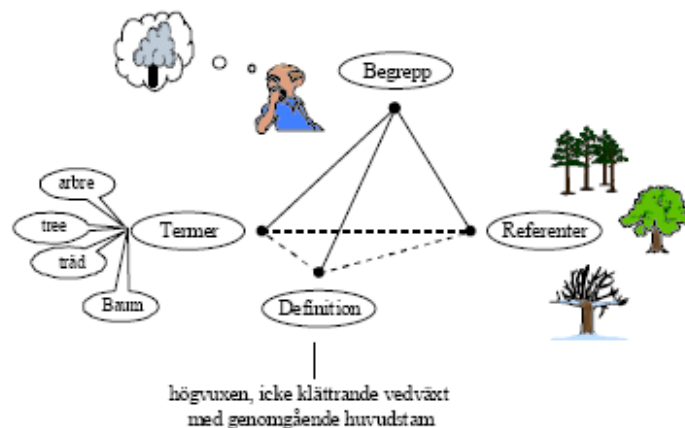 Begrepp
arbre
tree
träd
Baum
Termer
Referenter
Definition
högvuxen, icke klättrande vedväxt
med genomgående huvudstam